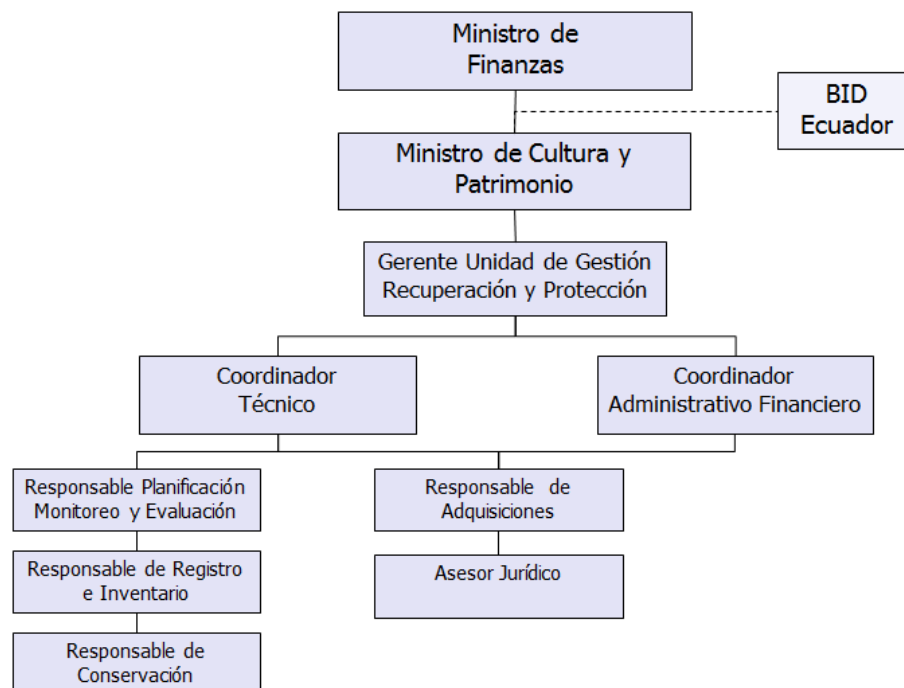 Ministro de
Finanzas
BID
Ecuador
Ministro de Cultura y
Patrimonio
Gerente Unidad de Gestión
Recuperación y Protección
Coordinador
Técnico
Coordinador
Administrativo Financiero
Responsable Planificación
Monitoreo y Evaluación
Responsable de
Adquisiciones
Responsable de Registro
e Inventario
Asesor Jurídico
Responsable de
Conservación